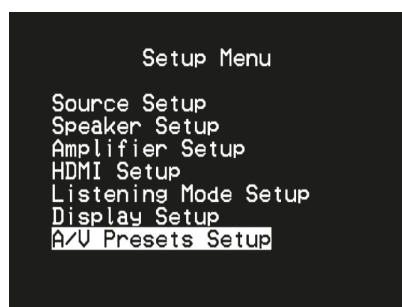 Setup Menu
Source Setup
Speaker Setup
Amplifier Setup
HDMI Setup
Listening Mode Setup
Display Setup
A/V Presets Setup